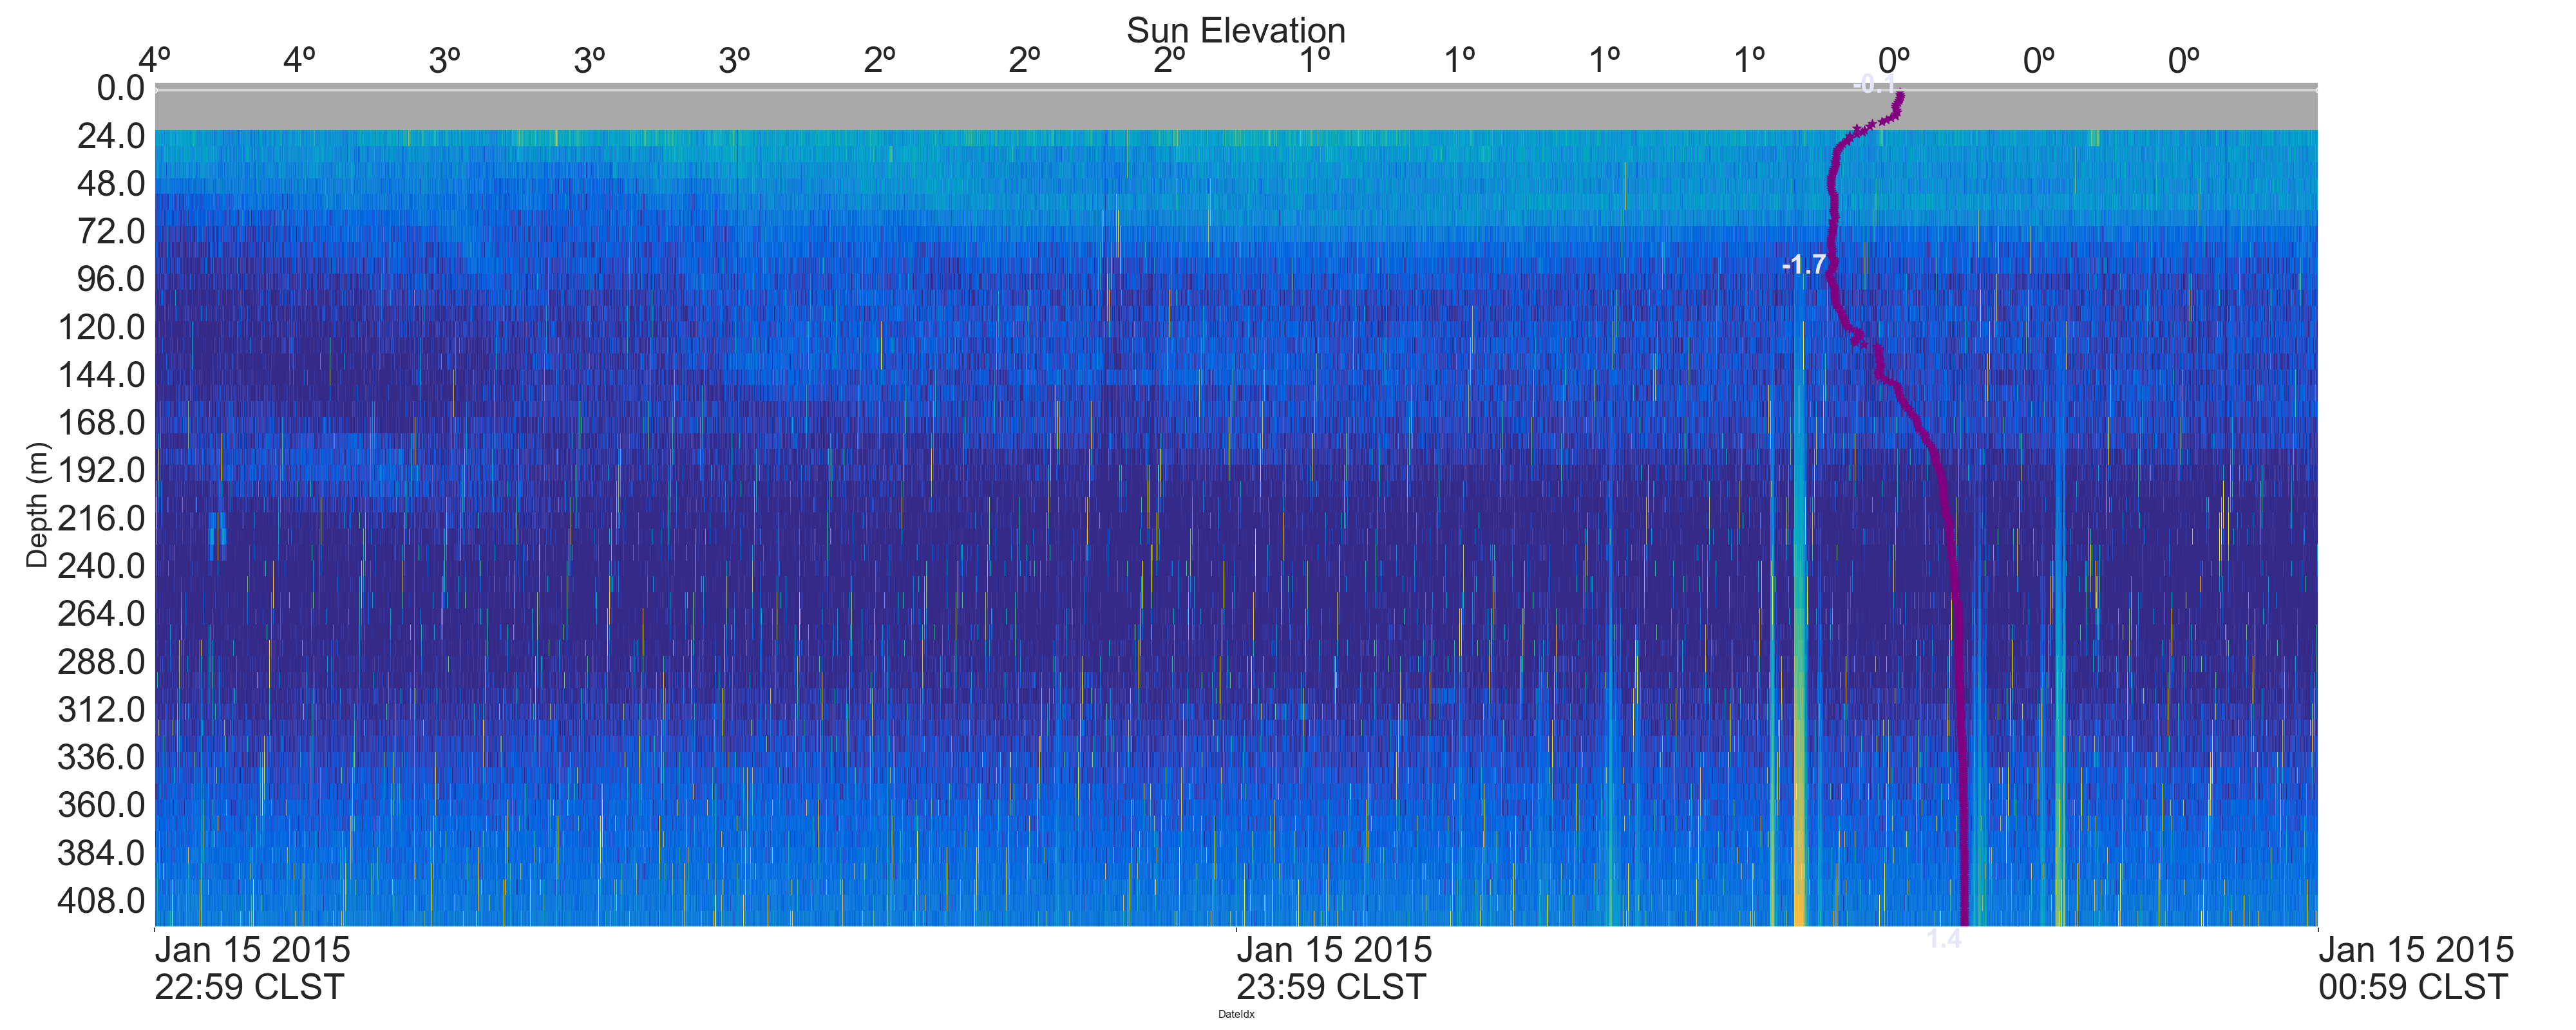 Sun Elevation
4º 4º 3º 3º 3º 2º 2º 2º 1º 1º 1º 1º 0º 0º 0º
0.0
-0.1
24.0
48.0
72.0
-1.7
96.0
120.0
144.0
168.0
192.0
216.0
240.0
264.0
288.0
312.0
336.0
360.0
384.0
408.0
Depth (m)
1.4
Jan 15 2015
22:59 CLST
Jan 15 2015
23:59 CLST
Jan 15 2015
00:59 CLST
DateIdx